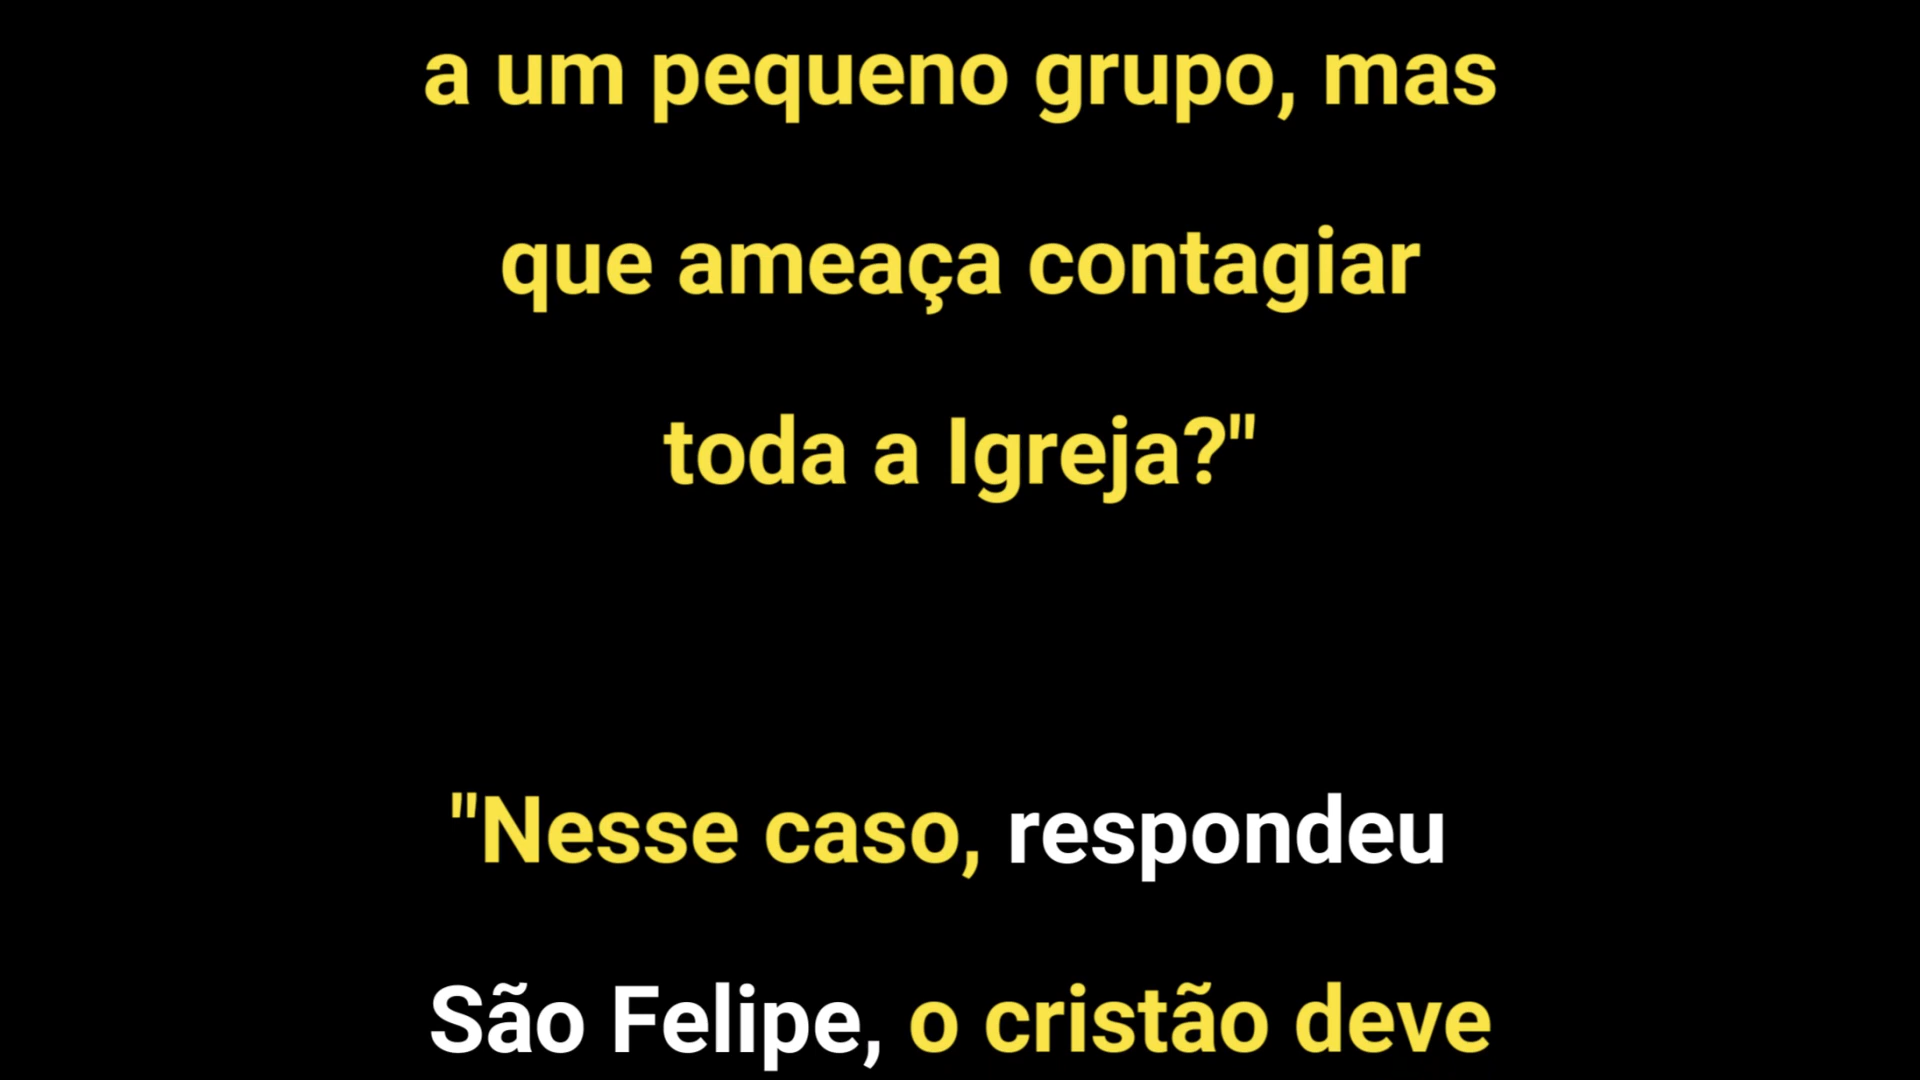 a um pequeno grupo, mas
que ameaça contagiar
toda a Igreja?"
"Nesse caso, respondeu
São Felipe, o cristão deve